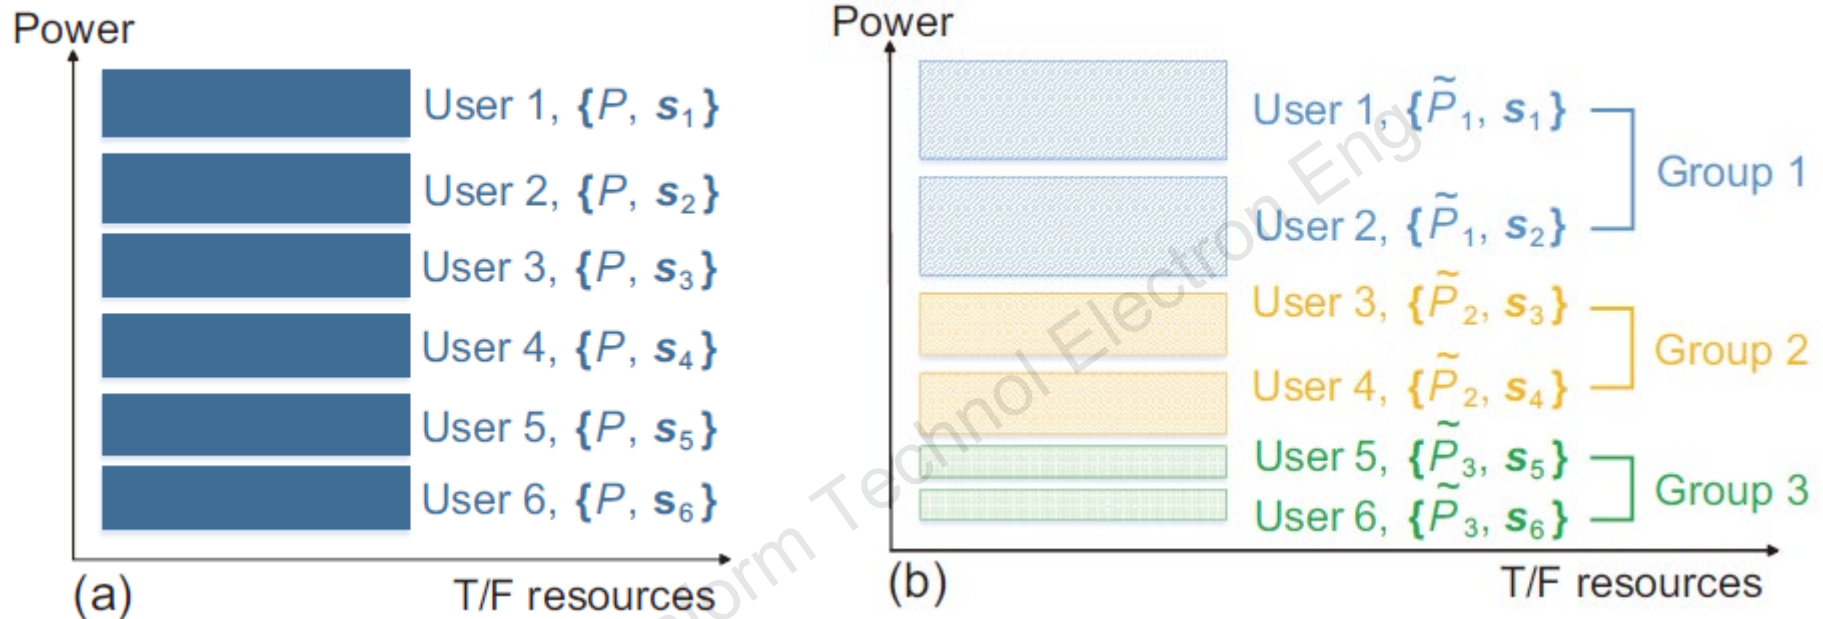 Power
User 1, {P, s₁}
User 2, {P, s₂}
User 3, {P, s₃}
User 4, {P, s₄}
User 5, {P, s₅}
User 6, {P, s₆}
(a)
T/F resources
Power
User 1, {P̃₁, s₁}
User 2, {P̃₁, s₂}
Group 1
User 3, {P̃₂, s₃}
User 4, {P̃₂, s₄}
Group 2
User 5, {P̃₃, s₅}
User 6, {P̃₃, s₆}
Group 3
(b)
T/F resources
Technol Electron Eng